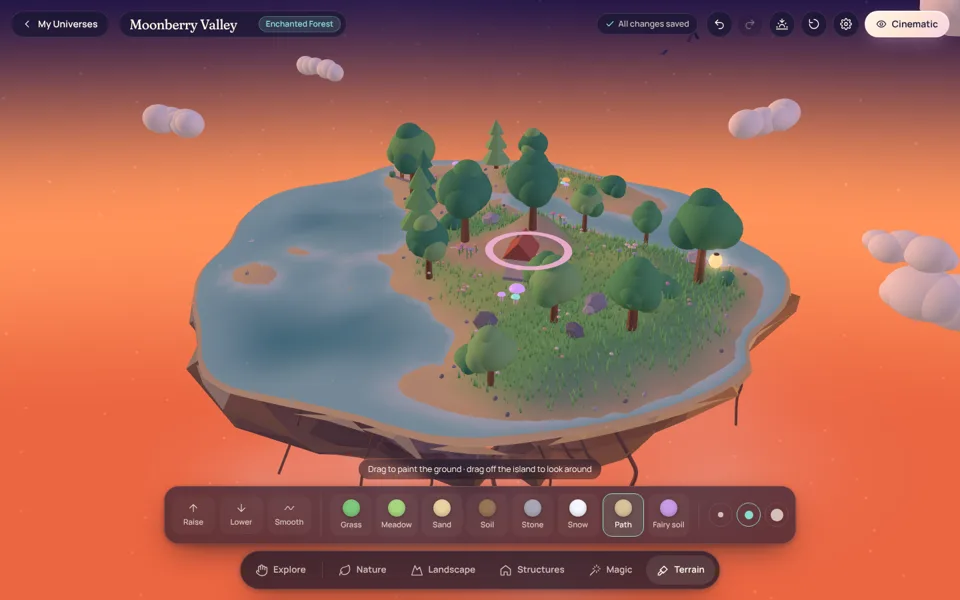 My Universes
Moonberry Valley
Enchanted Forest
All changes saved
Cinematic
Drag to paint the ground · drag off the island to look around
Raise
Lower
Smooth
Grass
Meadow
Sand
Soil
Stone
Snow
Path
Fairy soil
Explore
Nature
Landscape
Structures
Magic
Terrain